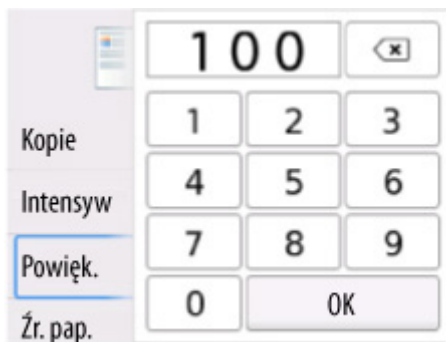 100
Kopie
1 2 3
Intensyw
4 5 6
Powięk.
7 8 9
Źr. pap.
0 OK